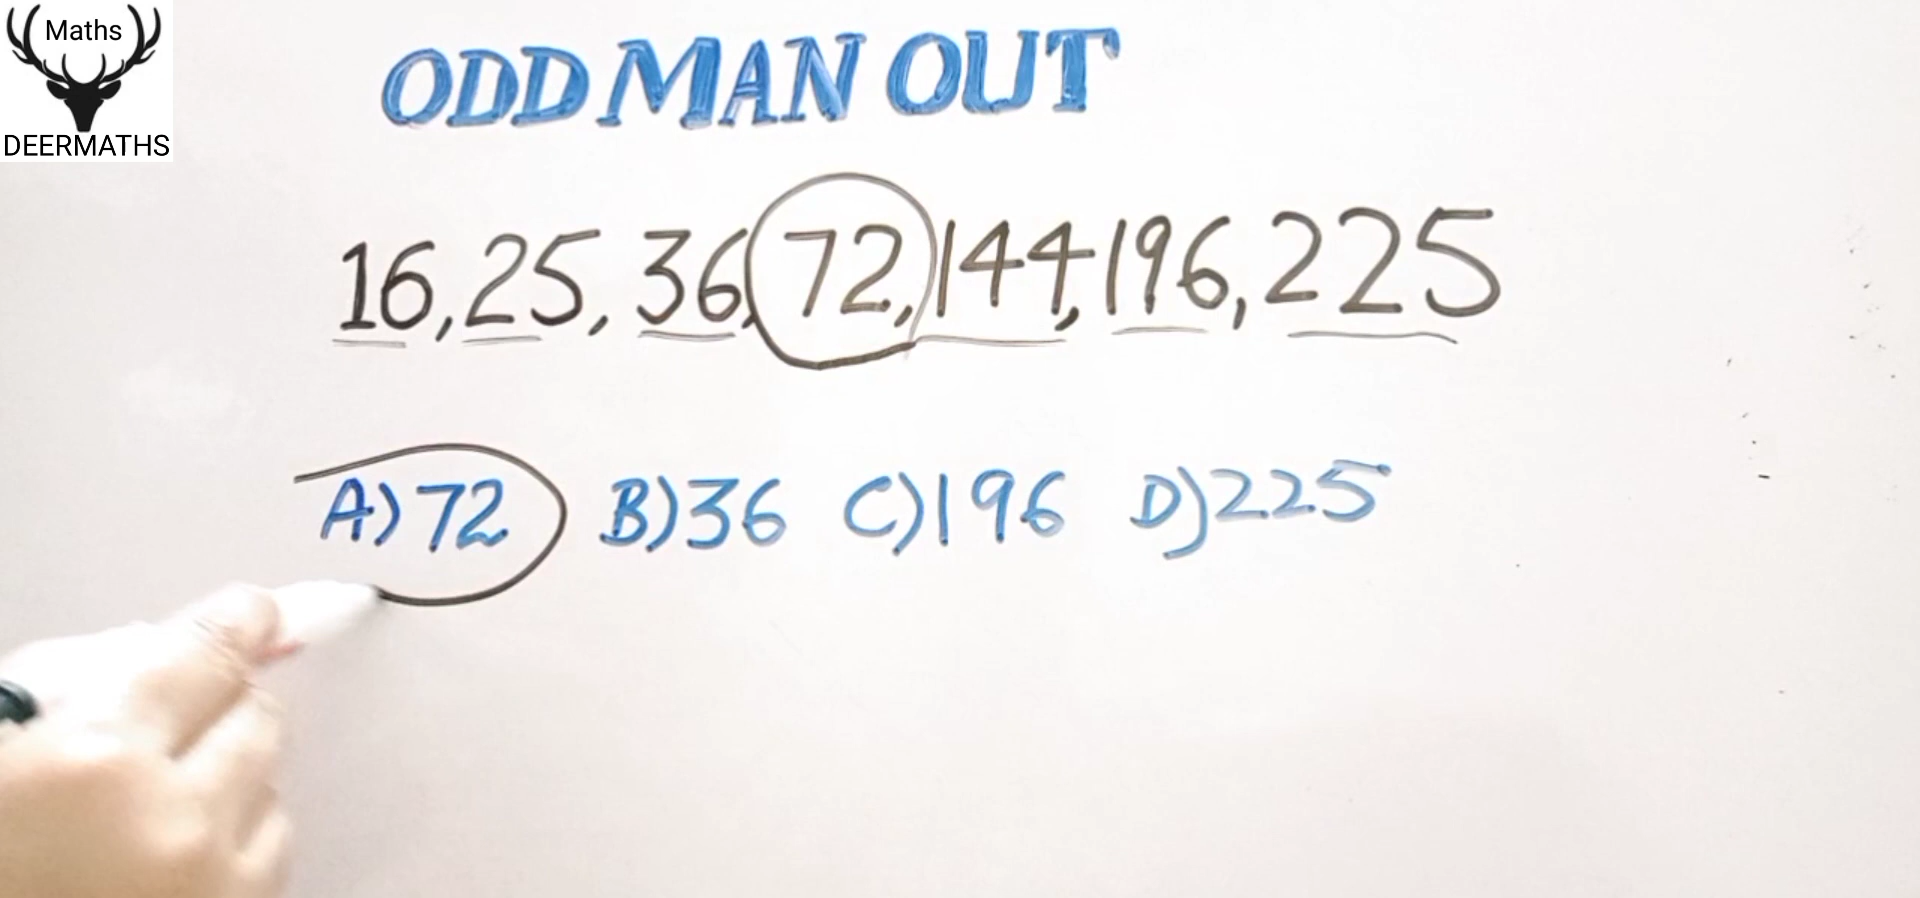 Maths
DEERMATHS
ODD MAN OUT
16, 25, 36, 72, 144, 196, 225
A) 72 B) 36 C) 196 D) 225